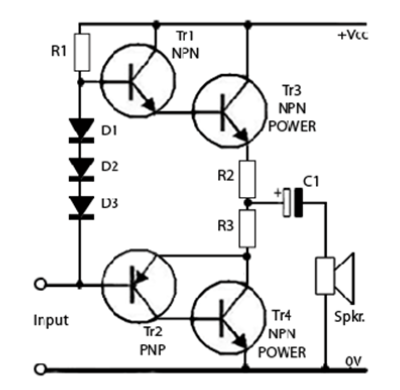 +Vcc
Tr1
NPN
R1
Tr3
NPN
POWER
D1
D2
D3
R2
C1
+
R3
Input
Tr2
PNP
Tr4
NPN
POWER
Spkr.
0V